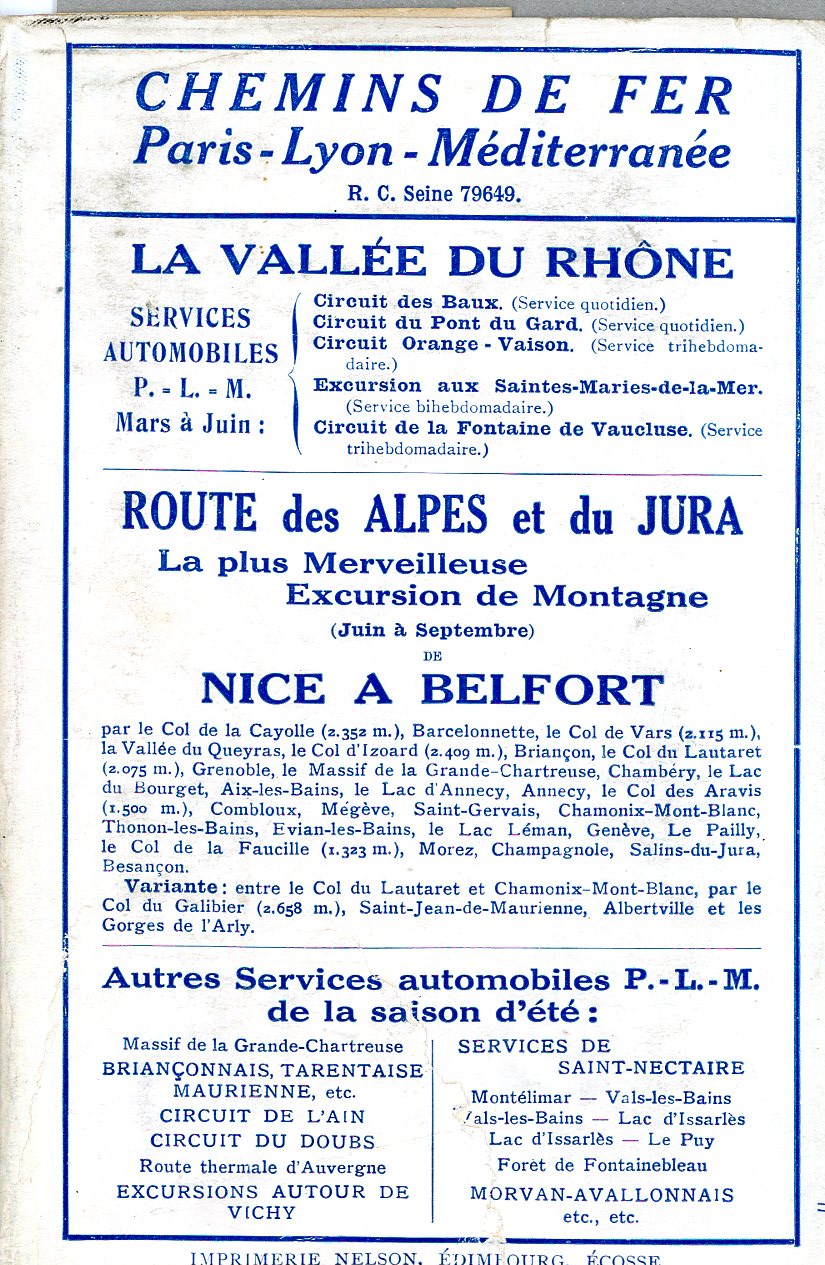 CHEMINS DE FER
Paris-Lyon-Méditerranée
R. C. Seine 79649.
LA VALLÉE DU RHÔNE
SERVICES
AUTOMOBILES
P. = L. = M.
Mars à Juin :
Circuit des Baux. (Service quotidien.)
Circuit du Pont du Gard. (Service quotidien.)
Circuit Orange-Vaison. (Service trihebdoma-
daire.)
Excursion aux Saintes-Maries-de-la-Mer.
(Service bihebdomadaire.)
Circuit de la Fontaine de Vaucluse. (Service
trihebdomadaire.)
ROUTE des ALPES et du JURA
La plus Merveilleuse
Excursion de Montagne
(Juin à Septembre)
DE
NICE A BELFORT
par le Col de la Cayolle (2.352 m.), Barcelonnette, le Col de Vars (2.115 m.),
la Vallée du Queyras, le Col d'Izoard (2.409 m.), Briançon, le Col du Lautaret
(2.075 m.), Grenoble, le Massif de la Grande-Chartreuse, Chambéry, le Lac
du Bourget, Aix-les-Bains, le Lac d'Annecy, Annecy, le Col des Aravis
(1.500 m.), Combloux, Mégève, Saint-Gervais, Chamonix-Mont-Blanc,
Thonon-les-Bains, Evian-les-Bains, le Lac Léman, Genève, Le Pailly,
le Col de la Faucille (1.323 m.), Morez, Champagnole, Salins-du-Jura,
Besançon.
Variante : entre le Col du Lautaret et Chamonix-Mont-Blanc, par le
Col du Galibier (2.658 m.), Saint-Jean-de-Maurienne, Albertville et les
Gorges de l'Arly.
Autres Services automobiles P.-L.-M.
de la saison d'été :
Massif de la Grande-Chartreuse
BRIANÇONNAIS, TARENTAISE
MAURIENNE, etc.
CIRCUIT DE L'AIN
CIRCUIT DU DOUBS
Route thermale d'Auvergne
EXCURSIONS AUTOUR DE
VICHY
SERVICES DE
SAINT-NECTAIRE
Montélimar — Vals-les-Bains
Vals-les-Bains — Lac d'Issarlès
Lac d'Issarlès — Le Puy
Forêt de Fontainebleau
MORVAN-AVALLONNAIS
etc., etc.
IMPRIMERIE NELSON, ÉDIMBOURG, ÉCOSSE